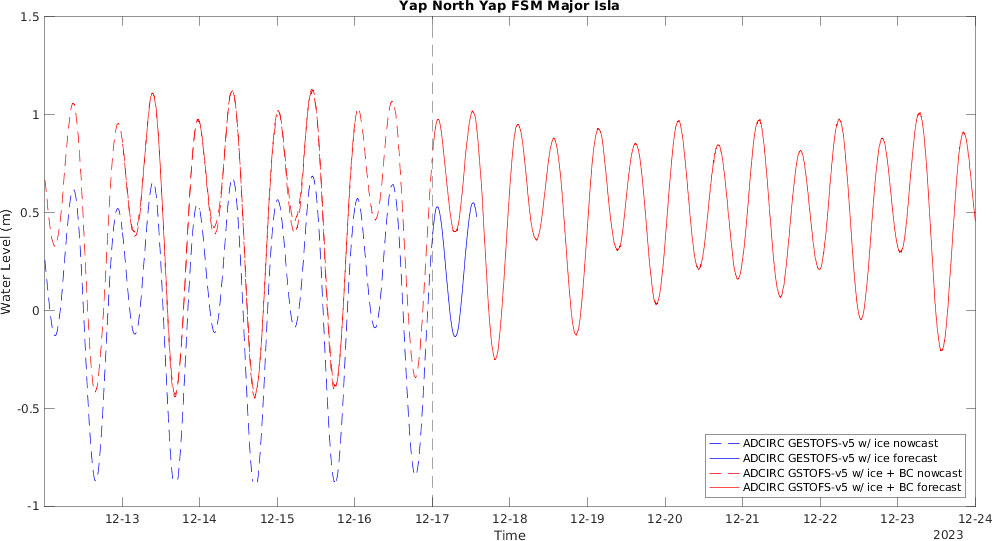 Yap North Yap FSM Major Isla
1.5
1
0.5
0
-0.5
-1
Water Level (m)
12-13 12-14 12-15 12-16 12-17 12-18 12-19 12-20 12-21 12-22 12-23 12-24
Time
2023
ADCIRC GESTOFS-v5 w/ ice nowcast
ADCIRC GESTOFS-v5 w/ ice forecast
ADCIRC GSTOFS-v5 w/ ice + BC nowcast
ADCIRC GSTOFS-v5 w/ ice + BC forecast